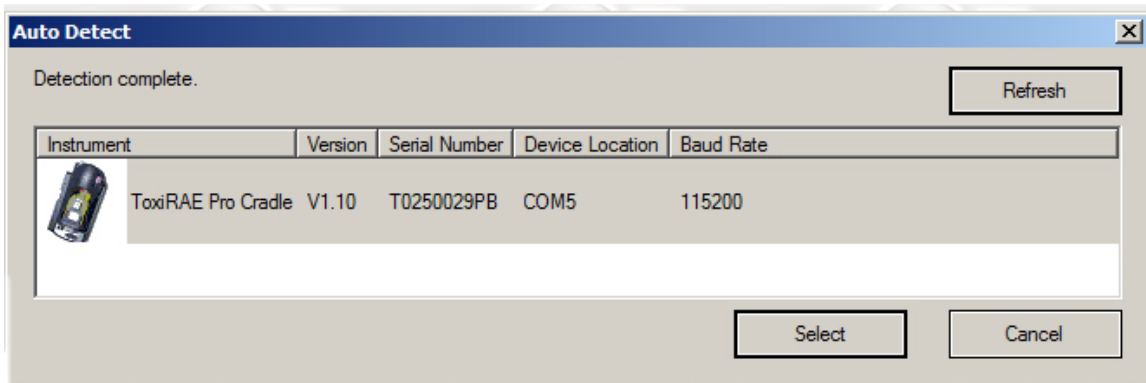 Auto Detect
Detection complete.
Refresh
Instrument Version Serial Number Device Location Baud Rate
ToxiRAE Pro Cradle V1.10 T0250029PB COM5 115200
Select Cancel